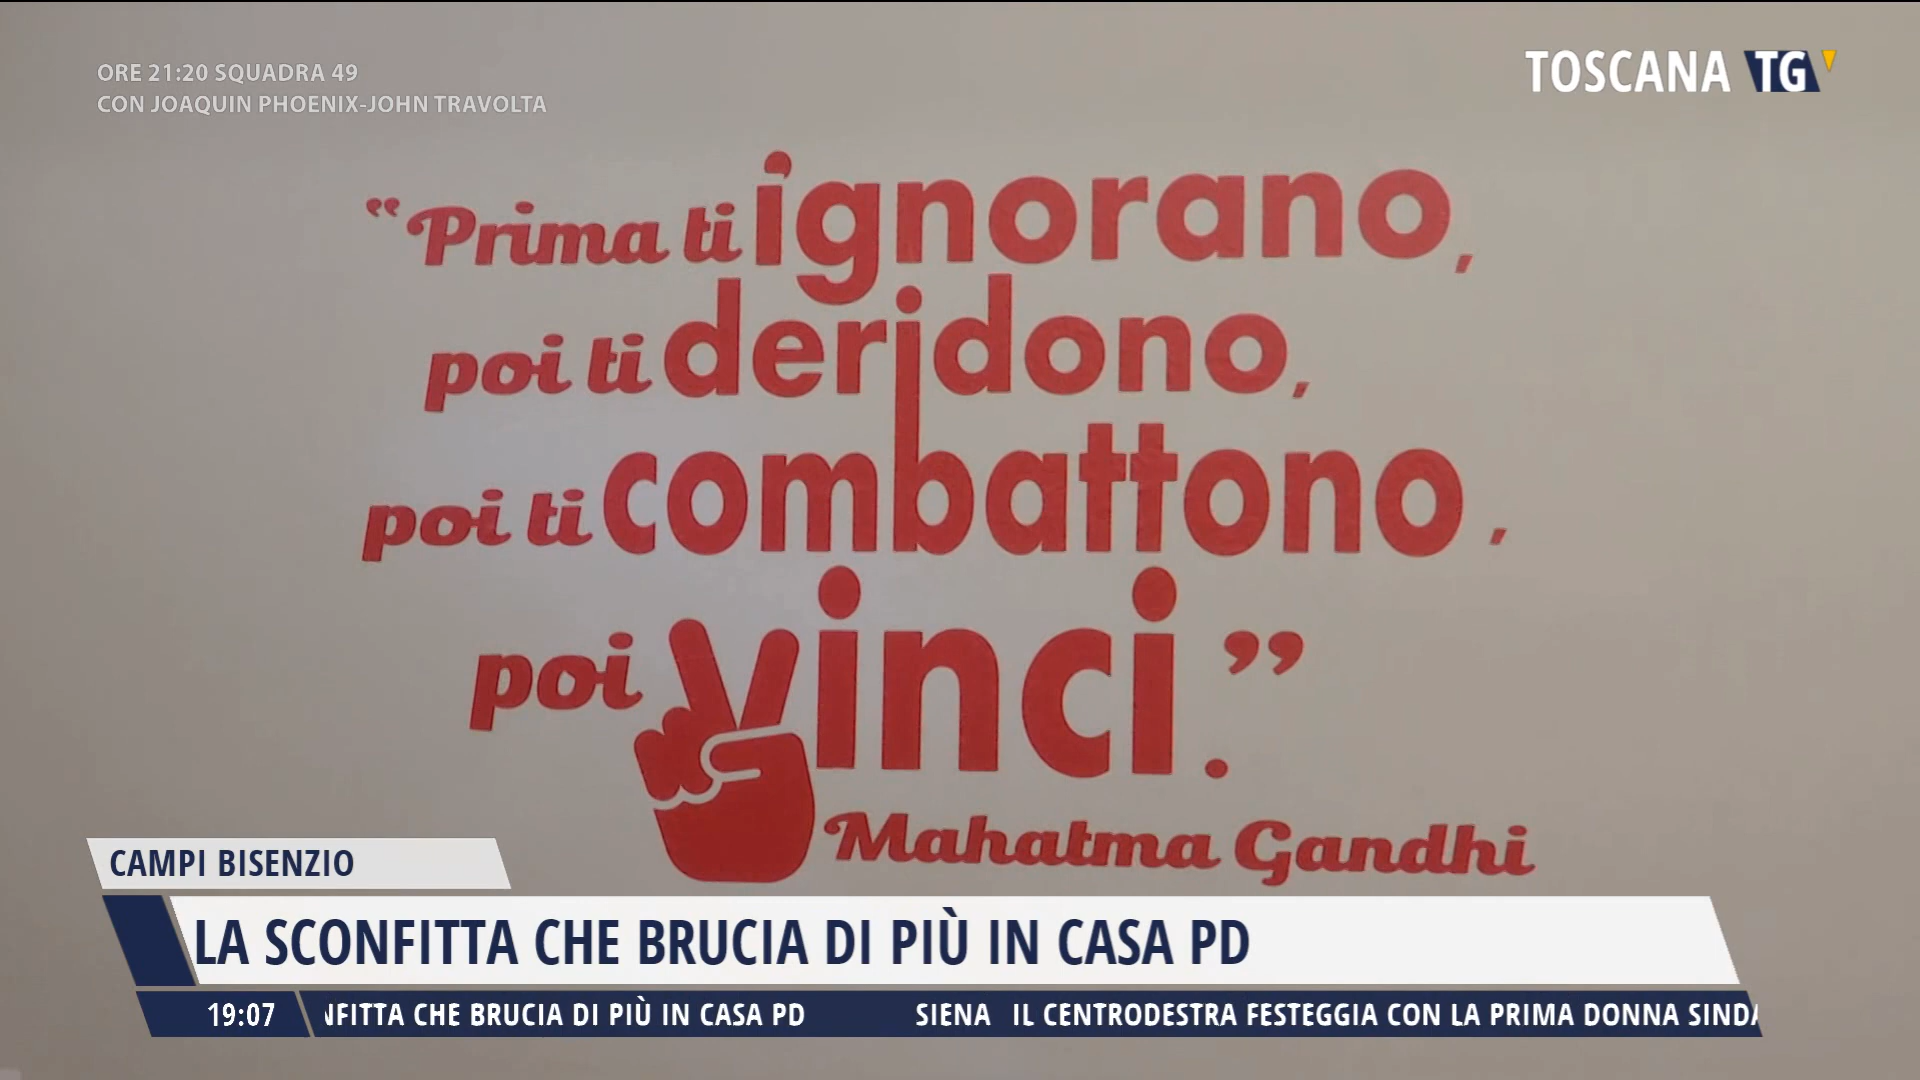 ORE 21:20 SQUADRA 49
CON JOAQUIN PHOENIX-JOHN TRAVOLTA
TOSCANA TG
“Prima ti ignorano,
poi ti deridono,
poi ti combattono,
poi vinci.”
Mahatma Gandhi
CAMPI BISENZIO
LA SCONFITTA CHE BRUCIA DI PIÙ IN CASA PD
19:07 NFITTA CHE BRUCIA DI PIÙ IN CASA PD SIENA IL CENTRODESTRA FESTEGGIA CON LA PRIMA DONNA SINDA